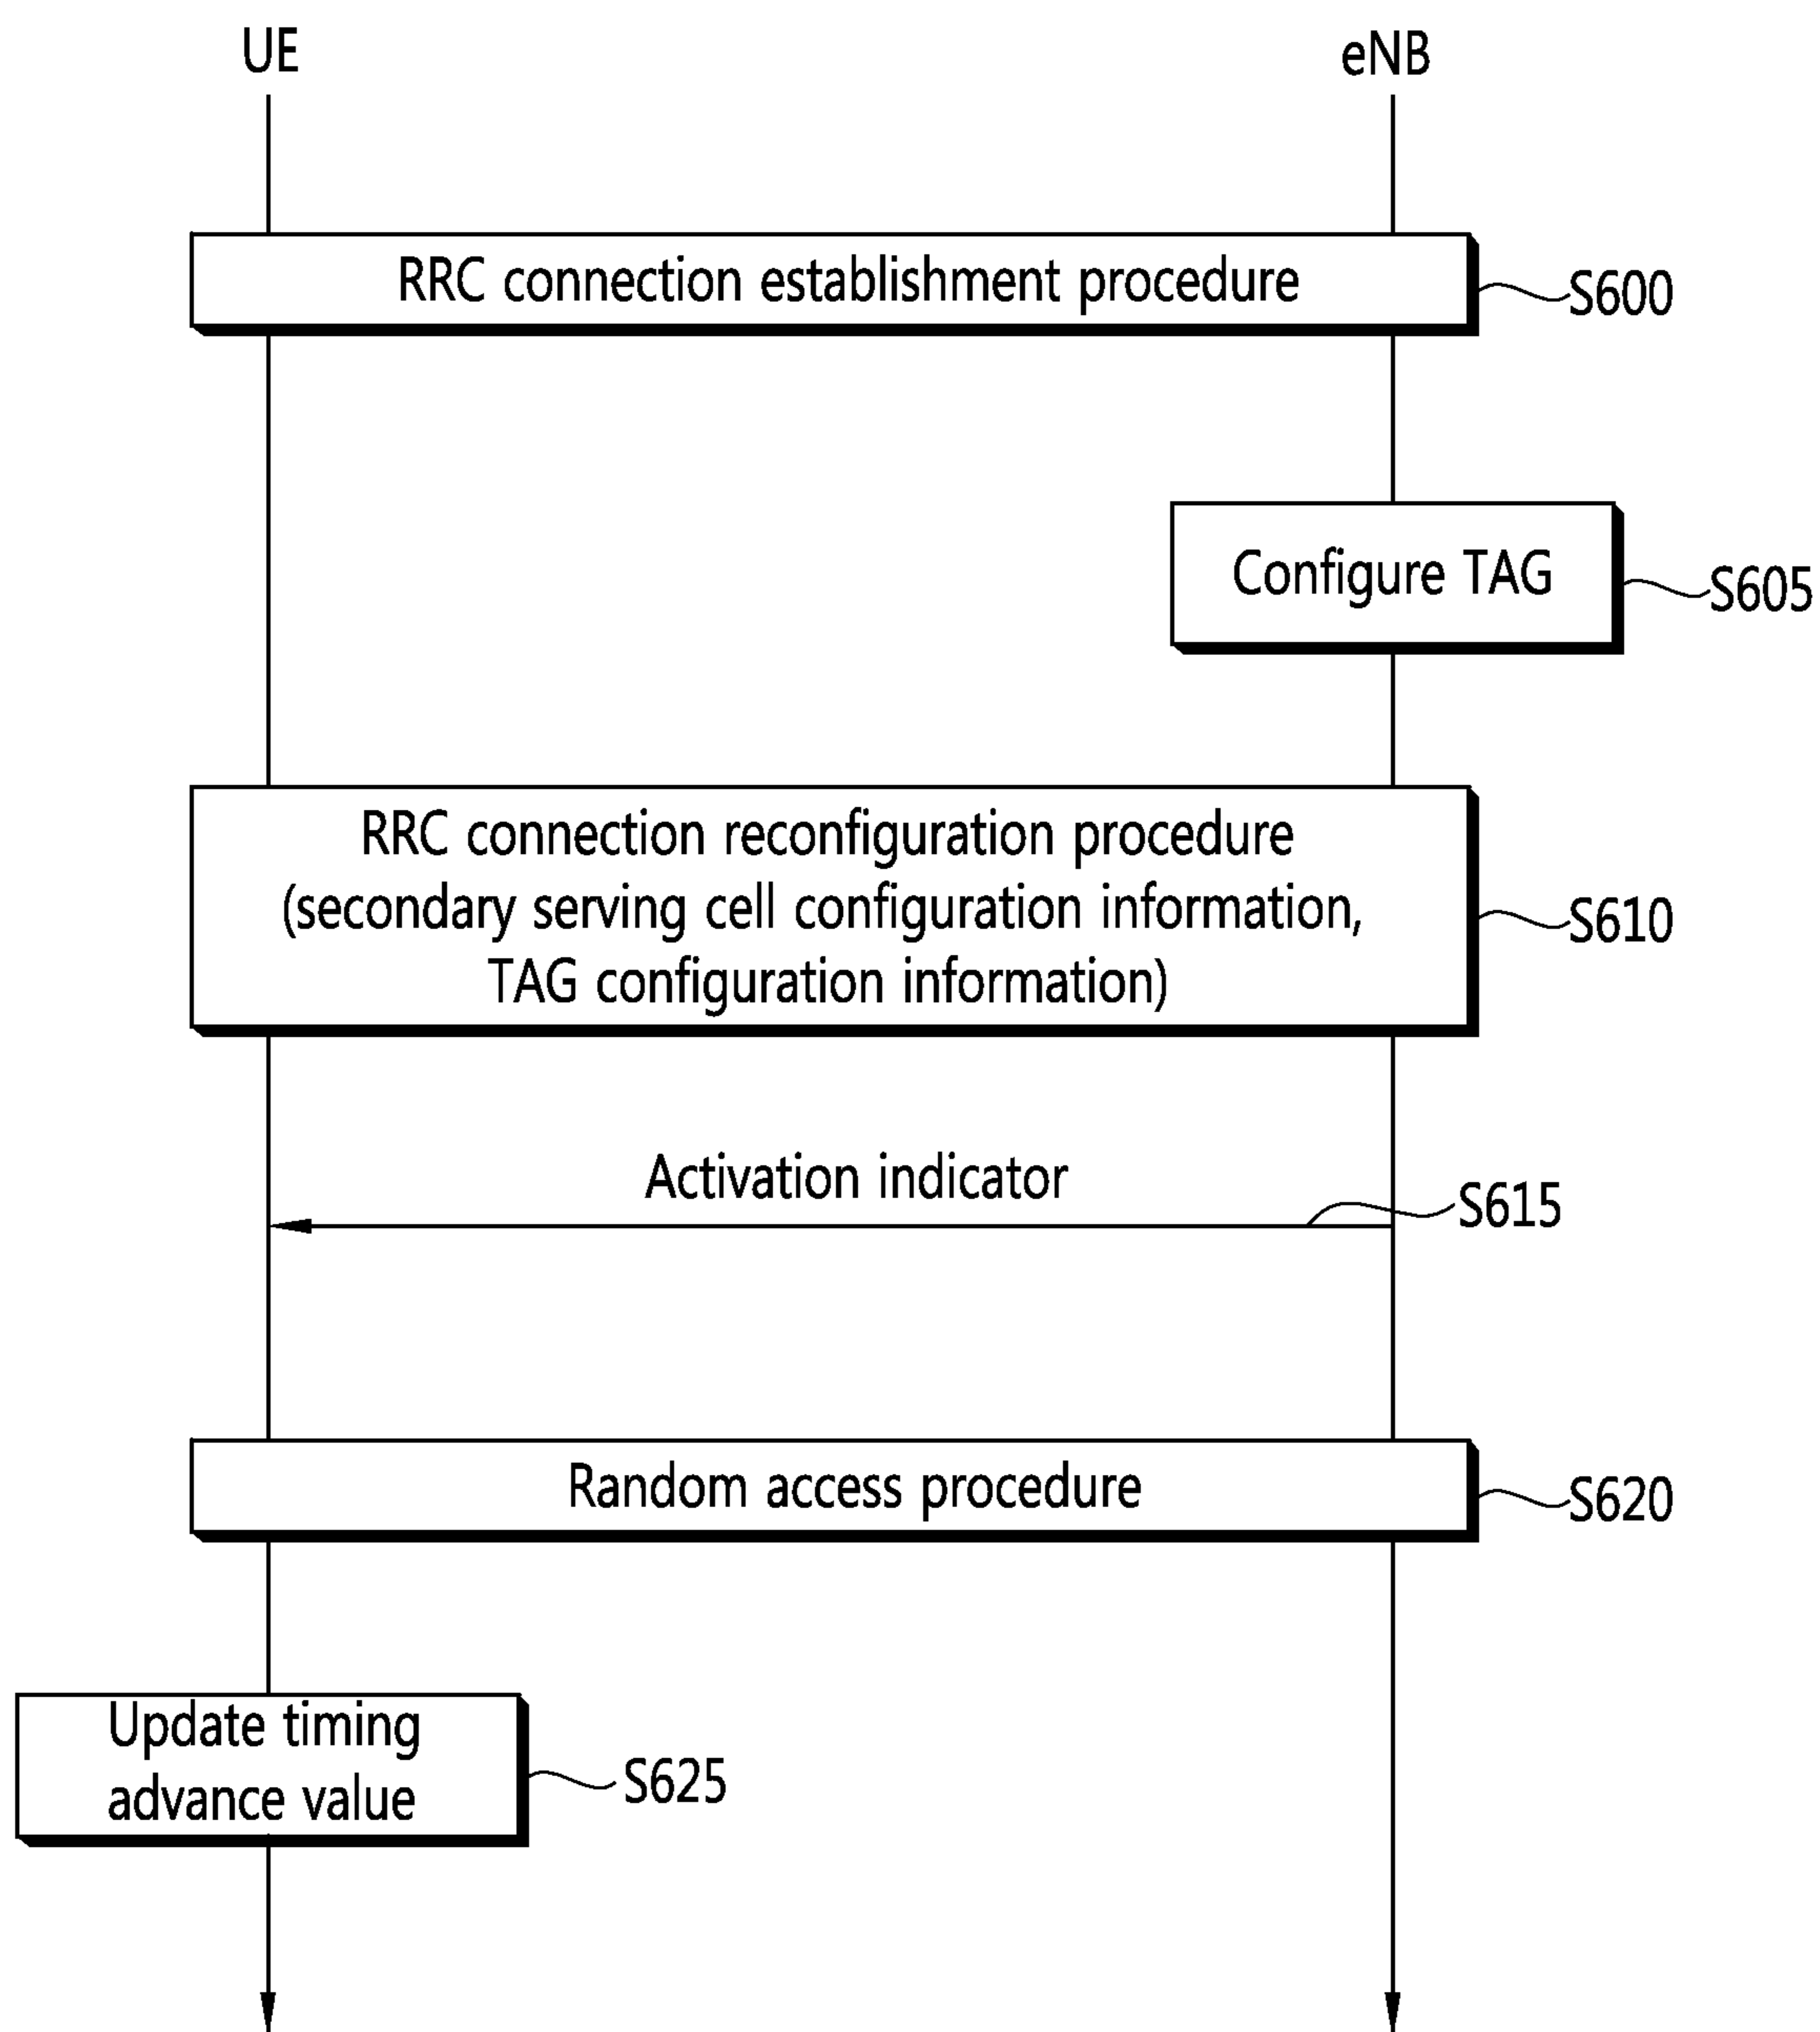 UE
eNB
RRC connection establishment procedure
S600
Configure TAG
S605
RRC connection reconfiguration procedure
(secondary serving cell configuration information,
TAG configuration information)
S610
Activation indicator
S615
Random access procedure
S620
Update timing
advance value
S625